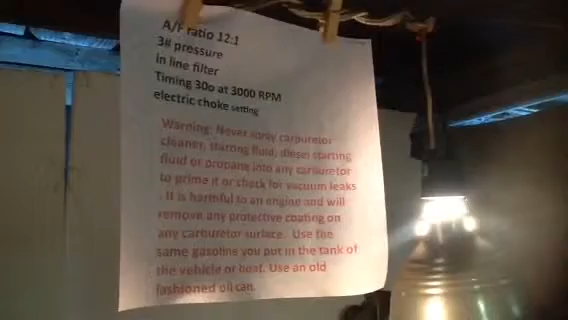 A/F ratio 12:1
3# pressure
In line filter
Timing 30o at 3000 RPM
electric choke setting
Warning: Never spray carburetor
cleaner, starting fluid, diesel starting
fluid or propane into any carburetor
to prime it or check for vacuum leaks
. It is harmful to an engine and will
remove any protective coating on
any carburetor surface. Use the
same gasoline you put in the tank of
the vehicle or boat. Use an old
fashioned oil can.